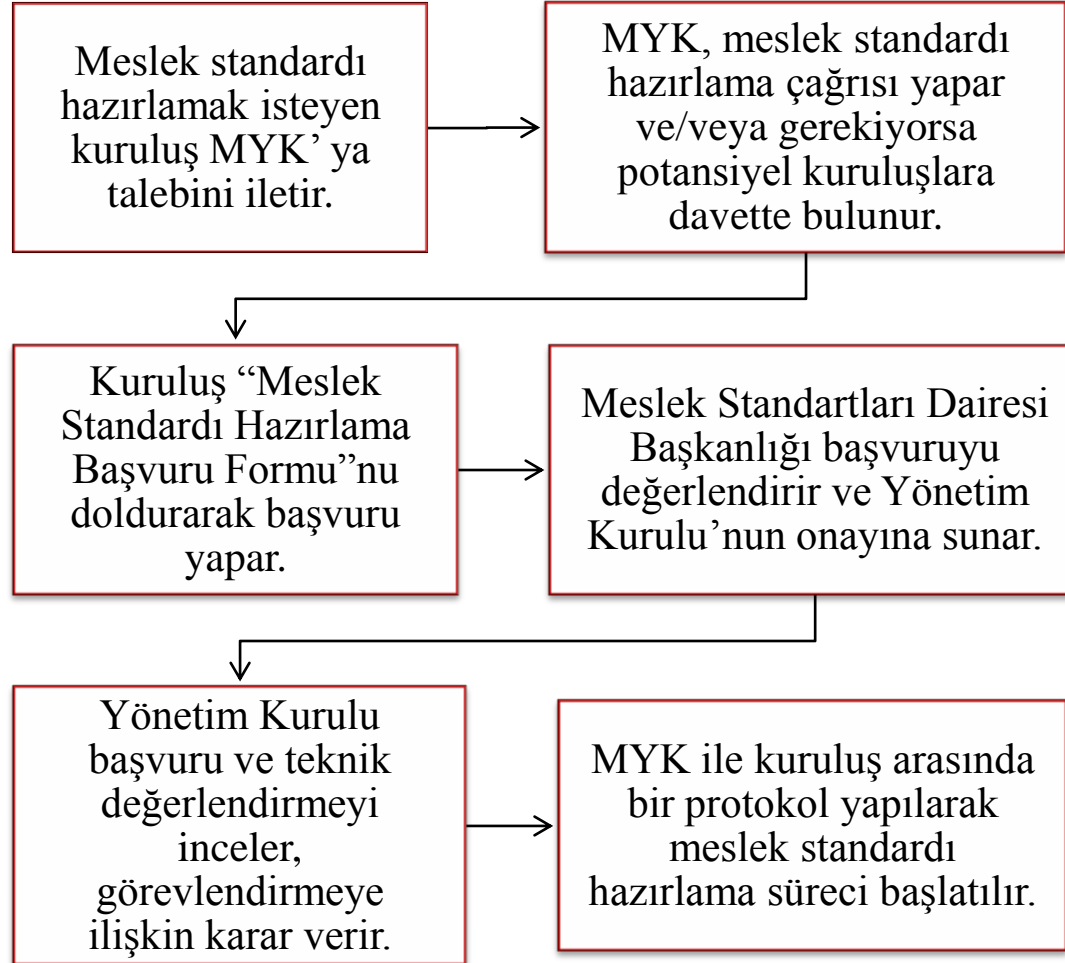 Meslek standardı
hazırlamak isteyen
kuruluş MYK’ ya
talebini iletir.
MYK, meslek standardı
hazırlama çağrısı yapar
ve/veya gerekiyorsa
potansiyel kuruluşlara
davette bulunur.
Kuruluş “Meslek
Standardı Hazırlama
Başvuru Formu”nu
doldurarak başvuru
yapar.
Meslek Standartları Dairesi
Başkanlığı başvuruyu
değerlendirir ve Yönetim
Kurulu’nun onayına sunar.
Yönetim Kurulu
başvuru ve teknik
değerlendirmeyi
inceler,
görevlendirmeye
ilişkin karar verir.
MYK ile kuruluş arasında
bir protokol yapılarak
meslek standardı
hazırlama süreci başlatılır.